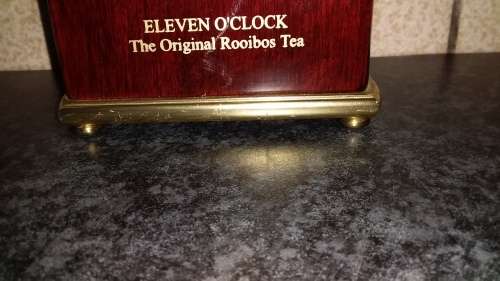 ELEVEN O'CLOCK
The Original Rooibos Tea